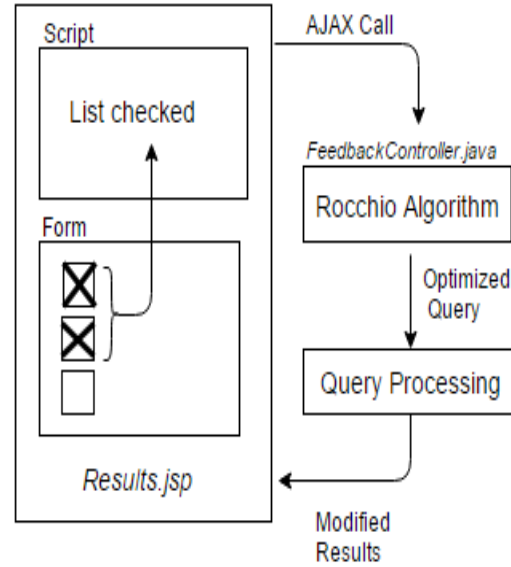 Script
List checked
Form
Results.jsp
AJAX Call
FeedbackController.java
Rocchio Algorithm
Optimized
Query
Query Processing
Modified
Results